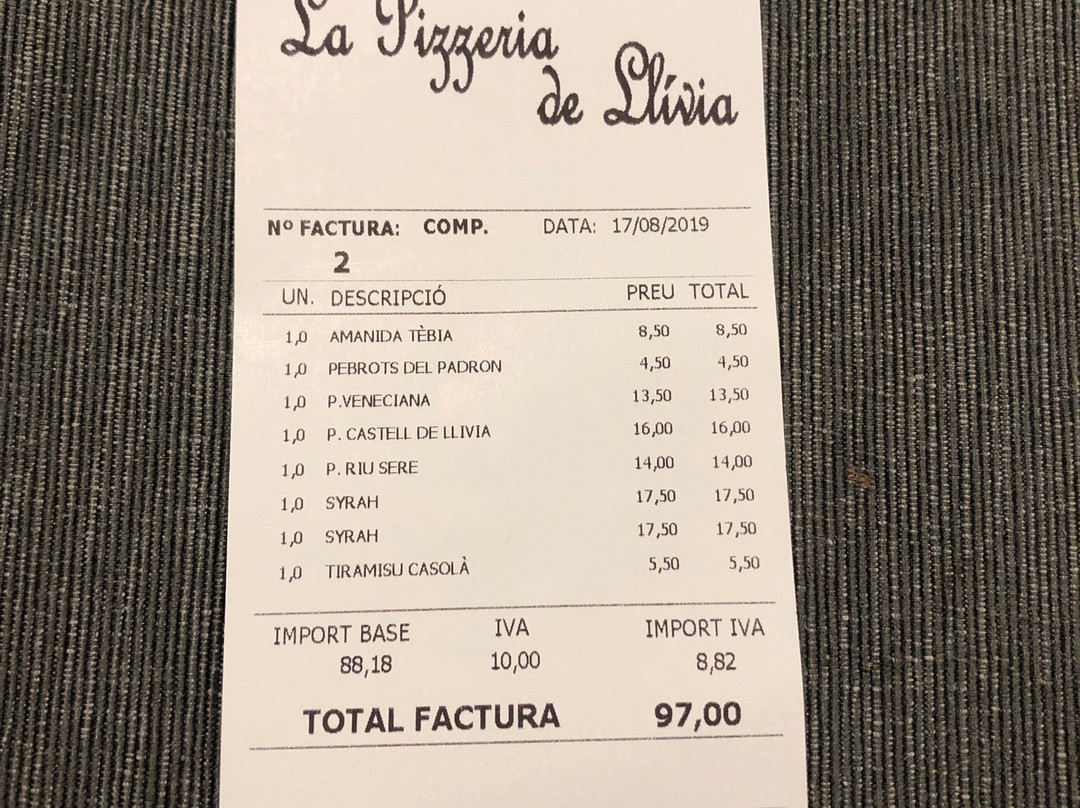 La Pizzeria
de Llívia
Nº FACTURA: COMP. DATA: 17/08/2019
2
UN. DESCRIPCIÓ PREU TOTAL
1,0 AMANIDA TÈBIA 8,50 8,50
1,0 PEBROTS DEL PADRON 4,50 4,50
1,0 P.VENECIANA 13,50 13,50
1,0 P. CASTELL DE LLIVIA 16,00 16,00
1,0 P. RIU SERE 14,00 14,00
1,0 SYRAH 17,50 17,50
1,0 SYRAH 17,50 17,50
1,0 TIRAMISU CASOLÀ 5,50 5,50
IMPORT BASE IVA IMPORT IVA
88,18 10,00 8,82
TOTAL FACTURA 97,00